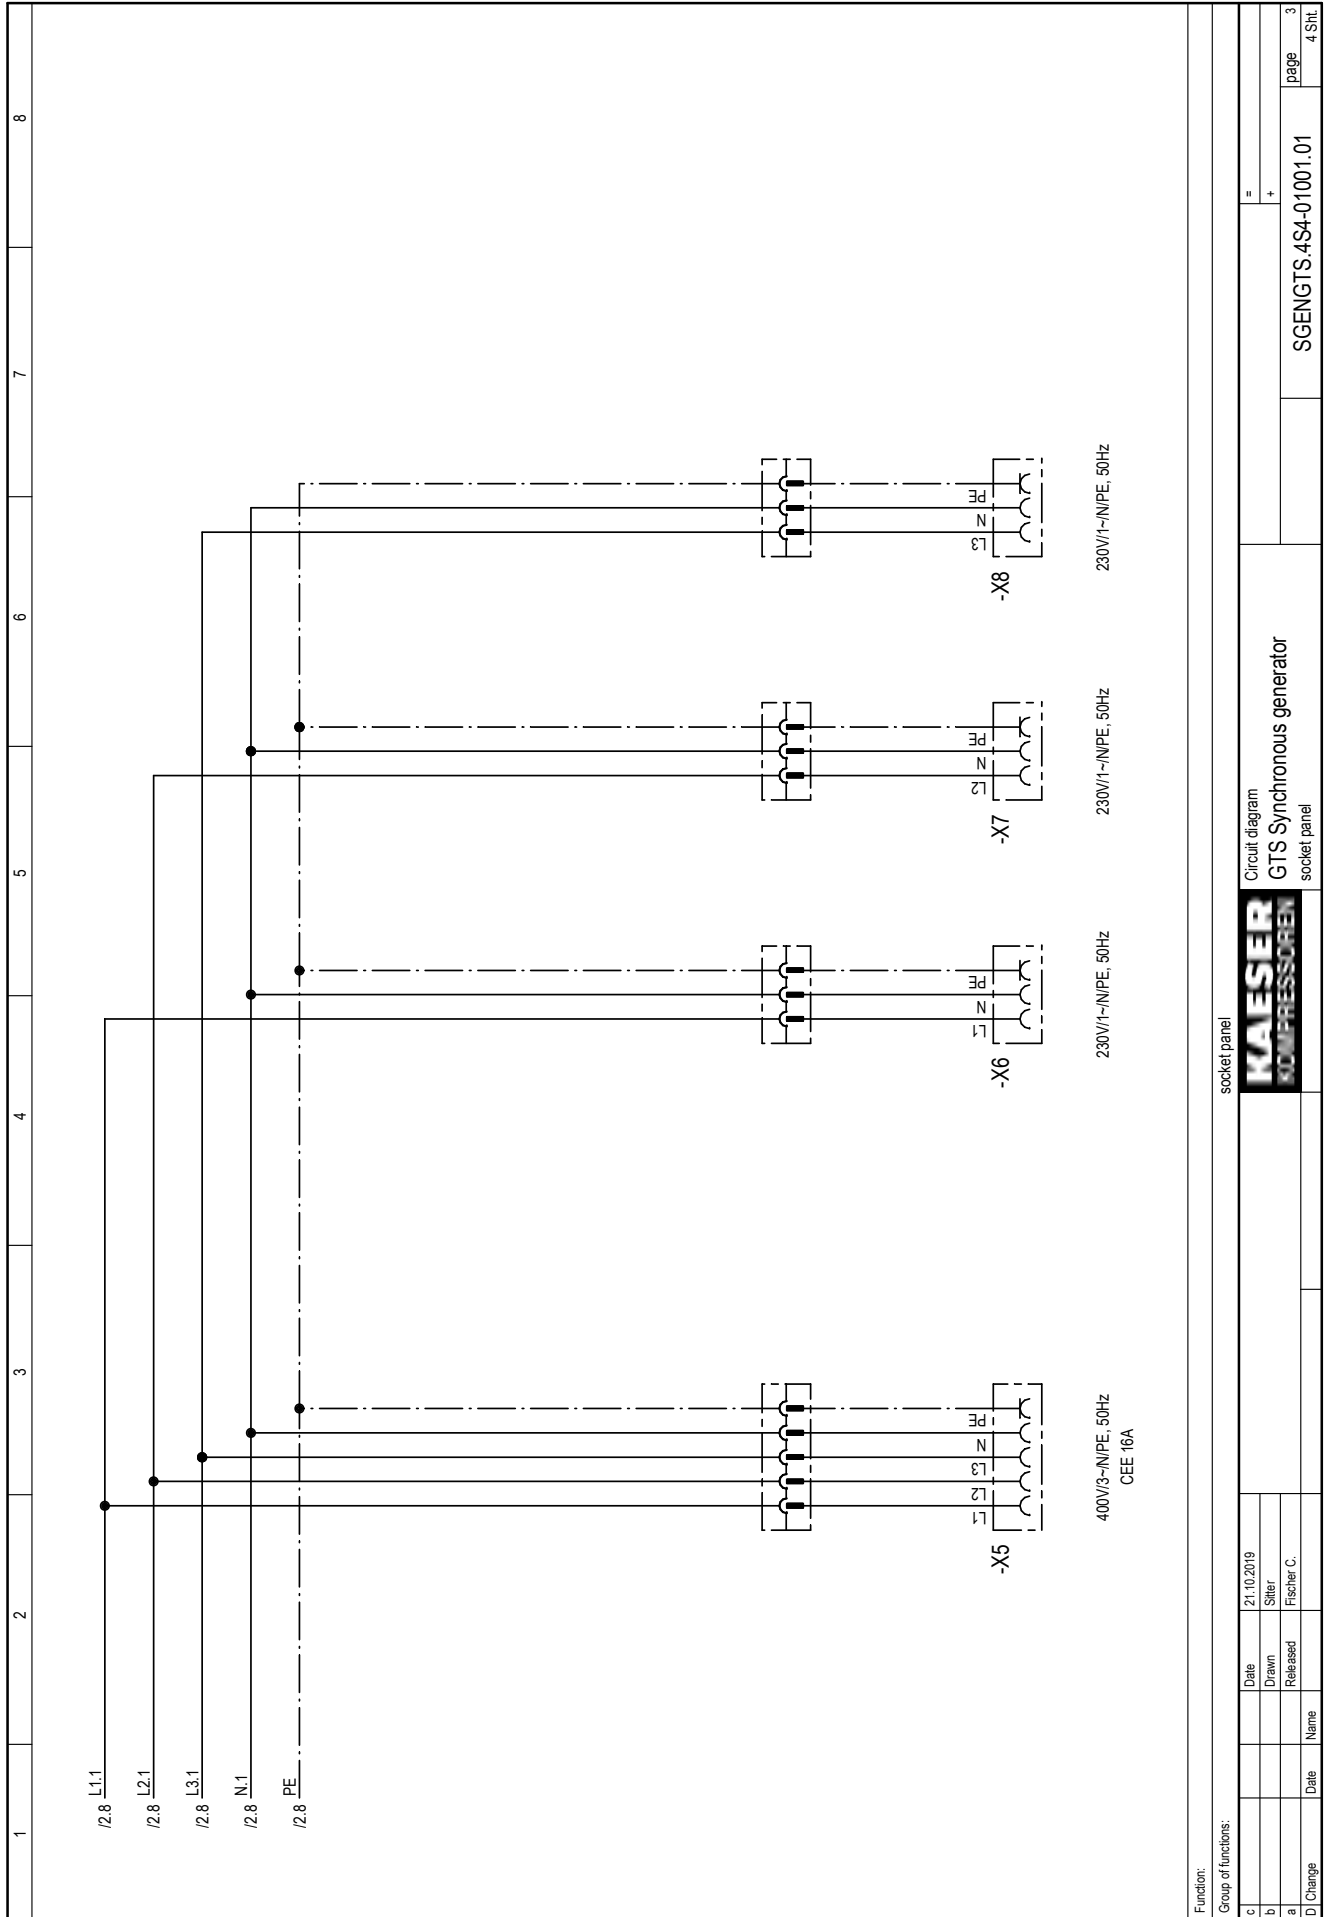 1 2 3 4 5 6 7 8
L1.1
/2.8
L2.1
/2.8
L3.1
/2.8
N.1
/2.8
PE
/2.8
-X5 L1 L2 L3 N PE
400V/3~/N/PE, 50Hz
CEE 16A
-X6 L1 N PE
230V/1~/N/PE, 50Hz
-X7 L2 N PE
230V/1~/N/PE, 50Hz
-X8 L3 N PE
230V/1~/N/PE, 50Hz
Function:
Group of functions: socket panel
c Date 21.10.2019
b Drawn Sitter
a Released Fischer C.
D Change Date Name
KAESER
KOMPRESSOREN
Circuit diagram
GTS Synchronous generator
socket panel
=
+
SGENGTS.4S4-01001.01
page 3
4 Sht.